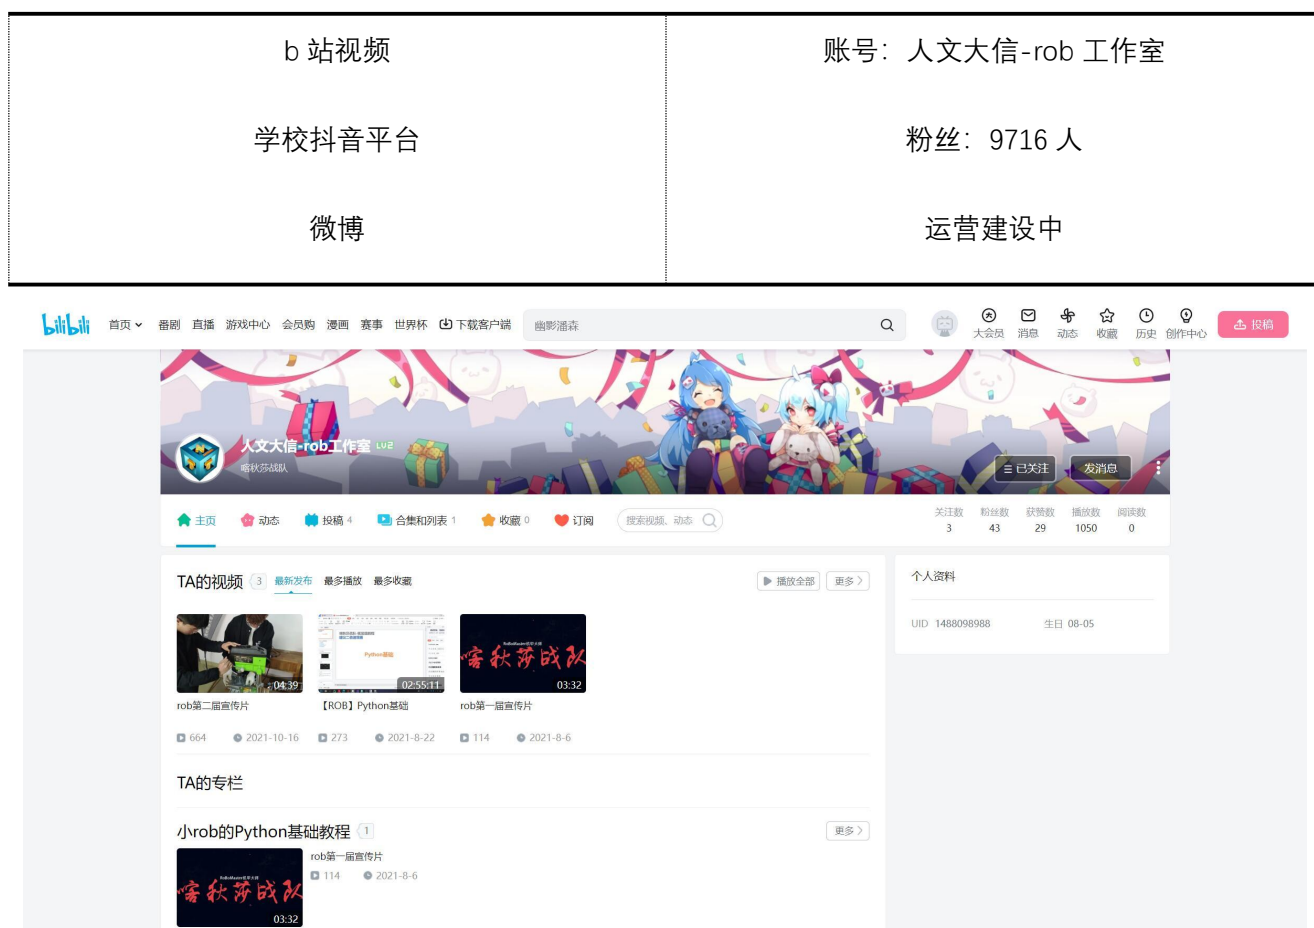 b 站视频
账号：人文大信-rob 工作室
学校抖音平台
粉丝：9716 人
微博
运营建设中
bilibili 首页 番剧 直播 游戏中心 会员购 漫画 赛事 世界杯 下载客户端 幽影潘森 大会员 消息 动态 收藏 历史 创作中心 投稿
人文大信-rob工作室 LV2
喀秋莎战队
已关注 发消息
主页 动态 投稿 4 合集和列表 1 收藏 0 订阅 搜索视频、动态
关注数 粉丝数 获赞数 播放数 阅读数
3 43 29 1050 0
TA的视频 3 最新发布 最多播放 最多收藏 播放全部 更多
个人资料
UID 1488098988 生日 08-05
Python基础
喀秋莎战队
04:39 02:55:11 03:32
rob第二届宣传片 【ROB】Python基础 rob第一届宣传片
664 2021-10-16 273 2021-8-22 114 2021-8-6
TA的专栏
小rob的Python基础教程 1 更多
rob第一届宣传片
114 2021-8-6
喀秋莎战队
03:32